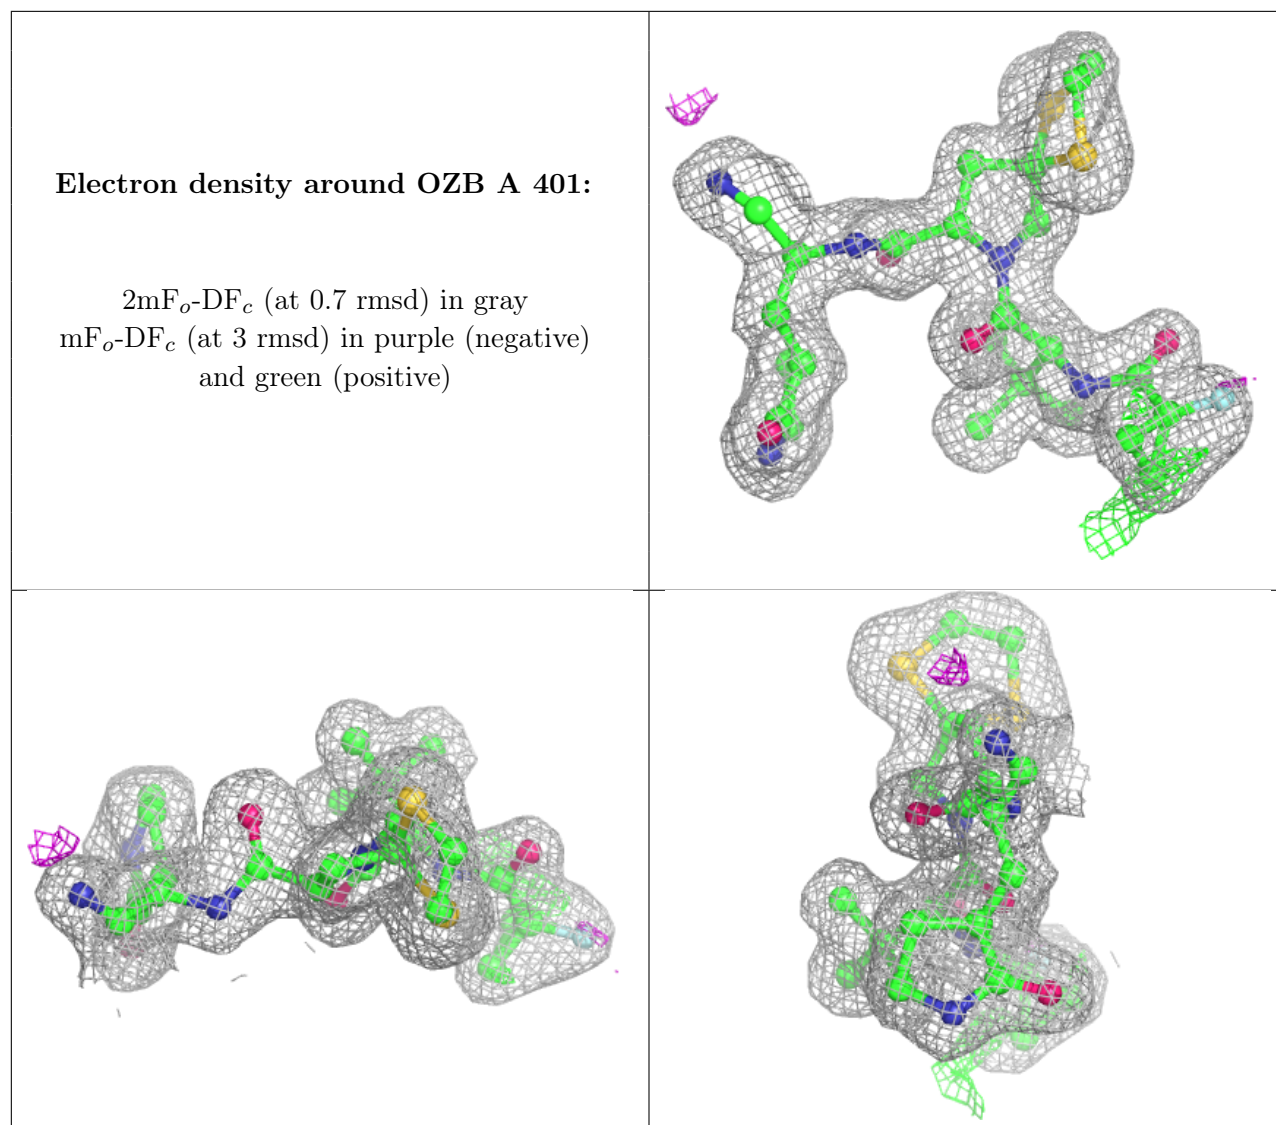 Electron density around OZB A 401:
2mFo-DFc (at 0.7 rmsd) in gray
mFo-DFc (at 3 rmsd) in purple (negative)
and green (positive)